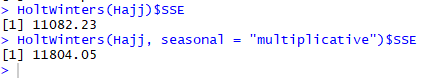 > HoltWinters(Hajj)$SSE
[1] 11082.23
> HoltWinters(Hajj, seasonal = "multiplicative")$SSE
[1] 11804.05
>